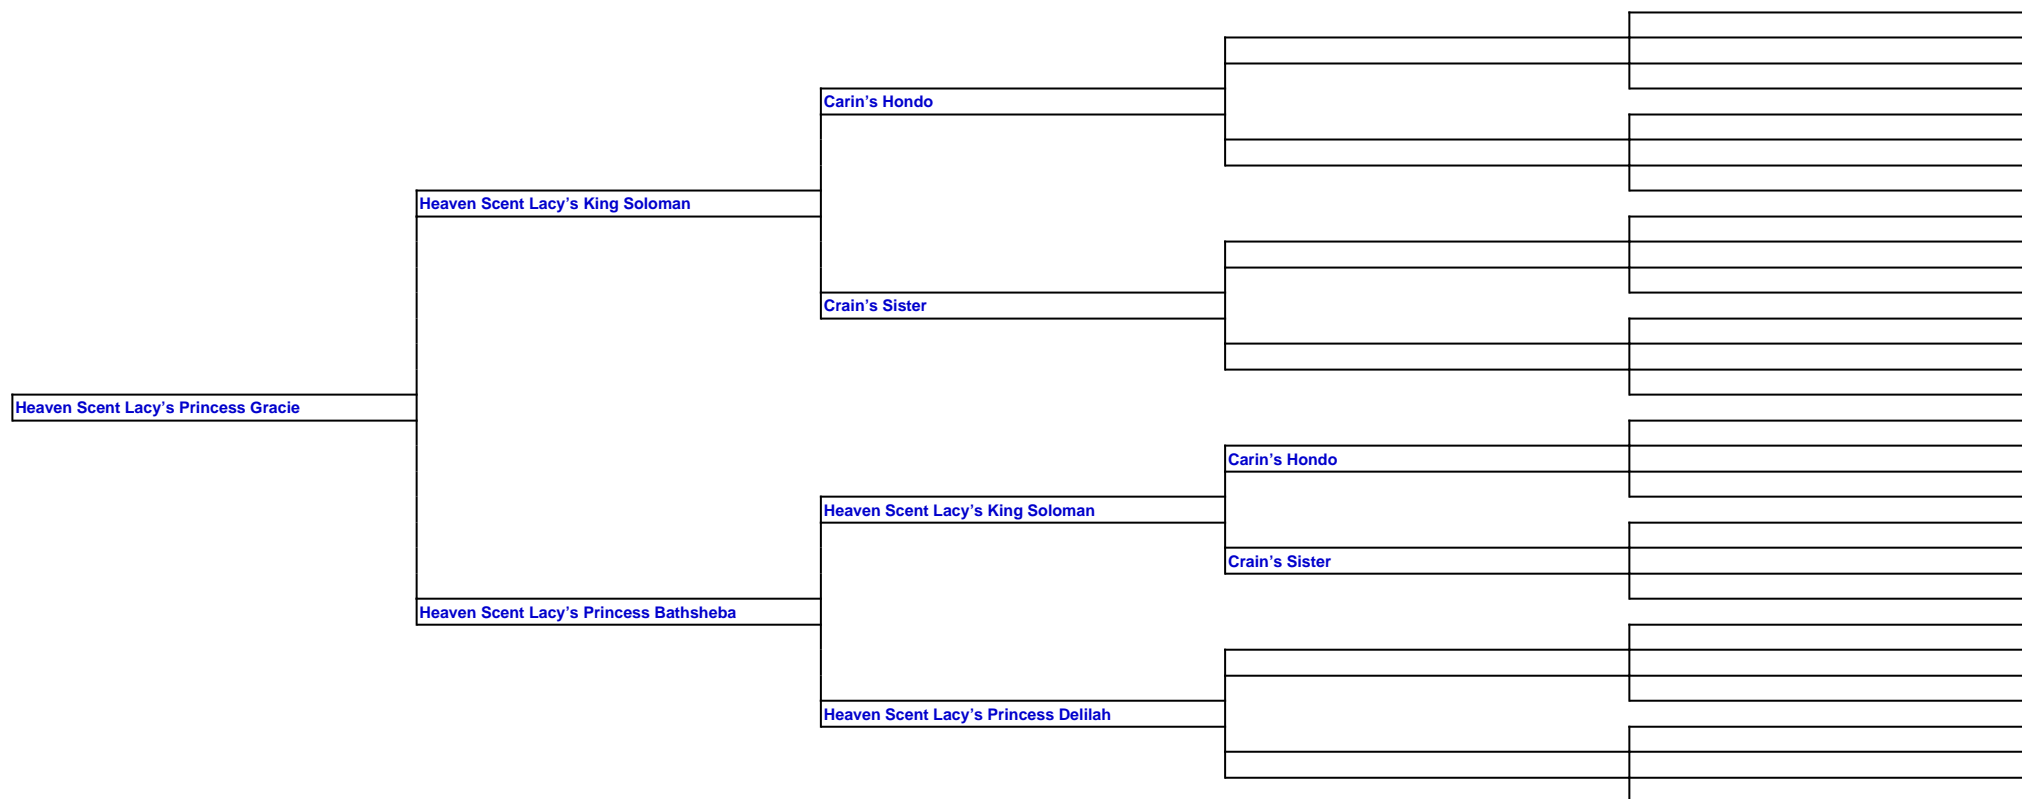 Carin’s Hondo
Heaven Scent Lacy’s King Soloman
Crain’s Sister
Heaven Scent Lacy’s Princess Gracie
Carin’s Hondo
Heaven Scent Lacy’s King Soloman
Crain’s Sister
Heaven Scent Lacy’s Princess Bathsheba
Heaven Scent Lacy’s Princess Delilah